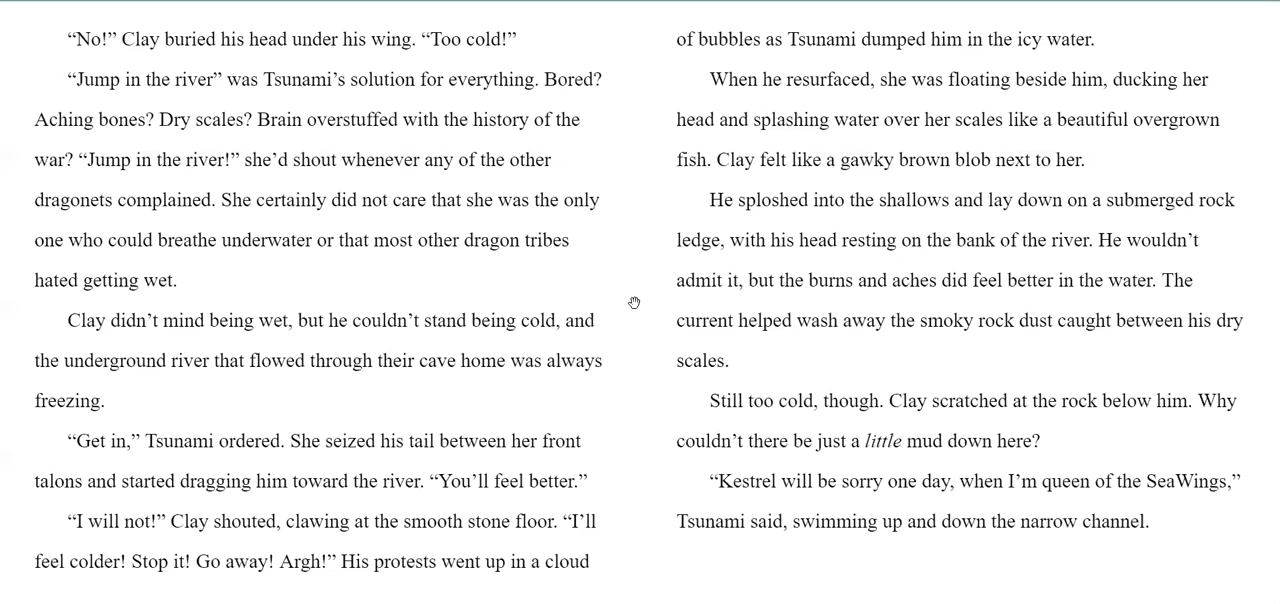 “No!” Clay buried his head under his wing. “Too cold!”
“Jump in the river” was Tsunami’s solution for everything. Bored?
Aching bones? Dry scales? Brain overstuffed with the history of the
war? “Jump in the river!” she’d shout whenever any of the other
dragonets complained. She certainly did not care that she was the only
one who could breathe underwater or that most other dragon tribes
hated getting wet.
Clay didn’t mind being wet, but he couldn’t stand being cold, and
the underground river that flowed through their cave home was always
freezing.
“Get in,” Tsunami ordered. She seized his tail between her front
talons and started dragging him toward the river. “You’ll feel better.”
“I will not!” Clay shouted, clawing at the smooth stone floor. “I’ll
feel colder! Stop it! Go away! Argh!” His protests went up in a cloud
of bubbles as Tsunami dumped him in the icy water.
When he resurfaced, she was floating beside him, ducking her
head and splashing water over her scales like a beautiful overgrown
fish. Clay felt like a gawky brown blob next to her.
He sploshed into the shallows and lay down on a submerged rock
ledge, with his head resting on the bank of the river. He wouldn’t
admit it, but the burns and aches did feel better in the water. The
current helped wash away the smoky rock dust caught between his dry
scales.
Still too cold, though. Clay scratched at the rock below him. Why
couldn’t there be just a little mud down here?
“Kestrel will be sorry one day, when I’m queen of the SeaWings,”
Tsunami said, swimming up and down the narrow channel.